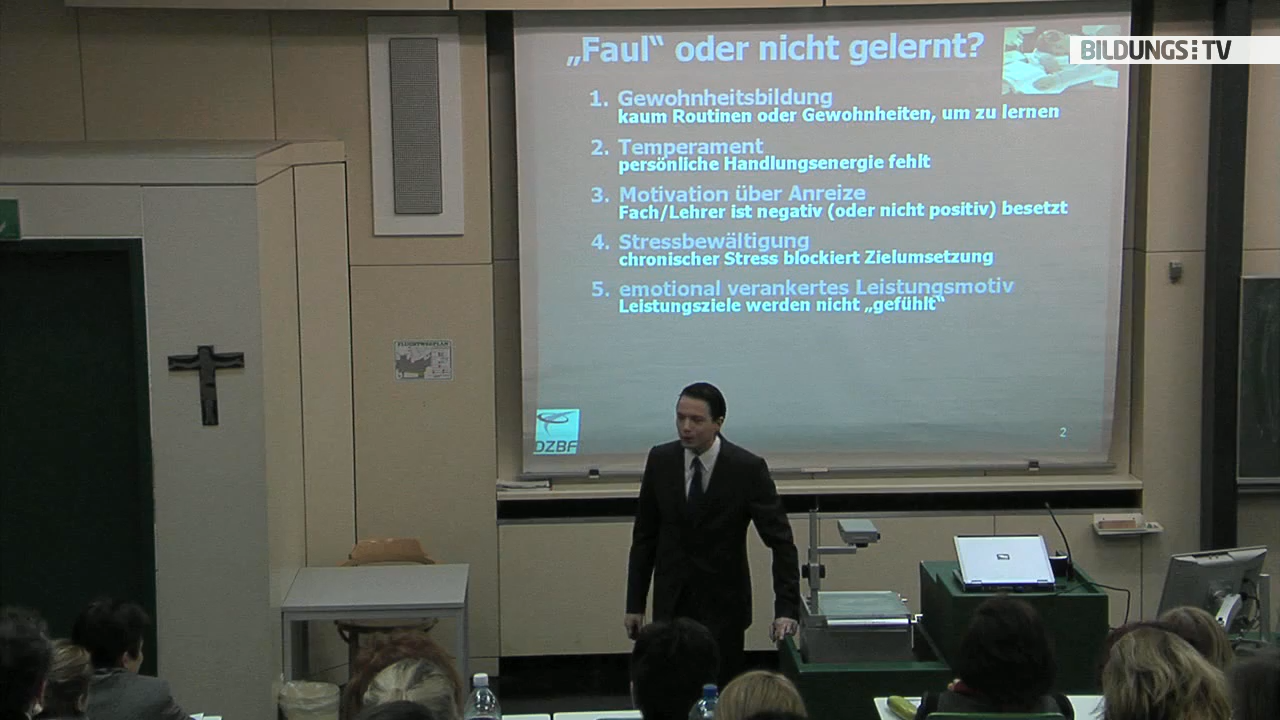 „Faul“ oder nicht gelernt?
BILDUNGS TV
1. Gewohnheitsbildung
kaum Routinen oder Gewohnheiten, um zu lernen
2. Temperament
persönliche Handlungsenergie fehlt
3. Motivation über Anreize
Fach/Lehrer ist negativ (oder nicht positiv) besetzt
4. Stressbewältigung
chronischer Stress blockiert Zielumsetzung
5. emotional verankertes Leistungsmotiv
Leistungsziele werden nicht „gefühlt“
FLUCHTWEGPLAN
DZBF
2